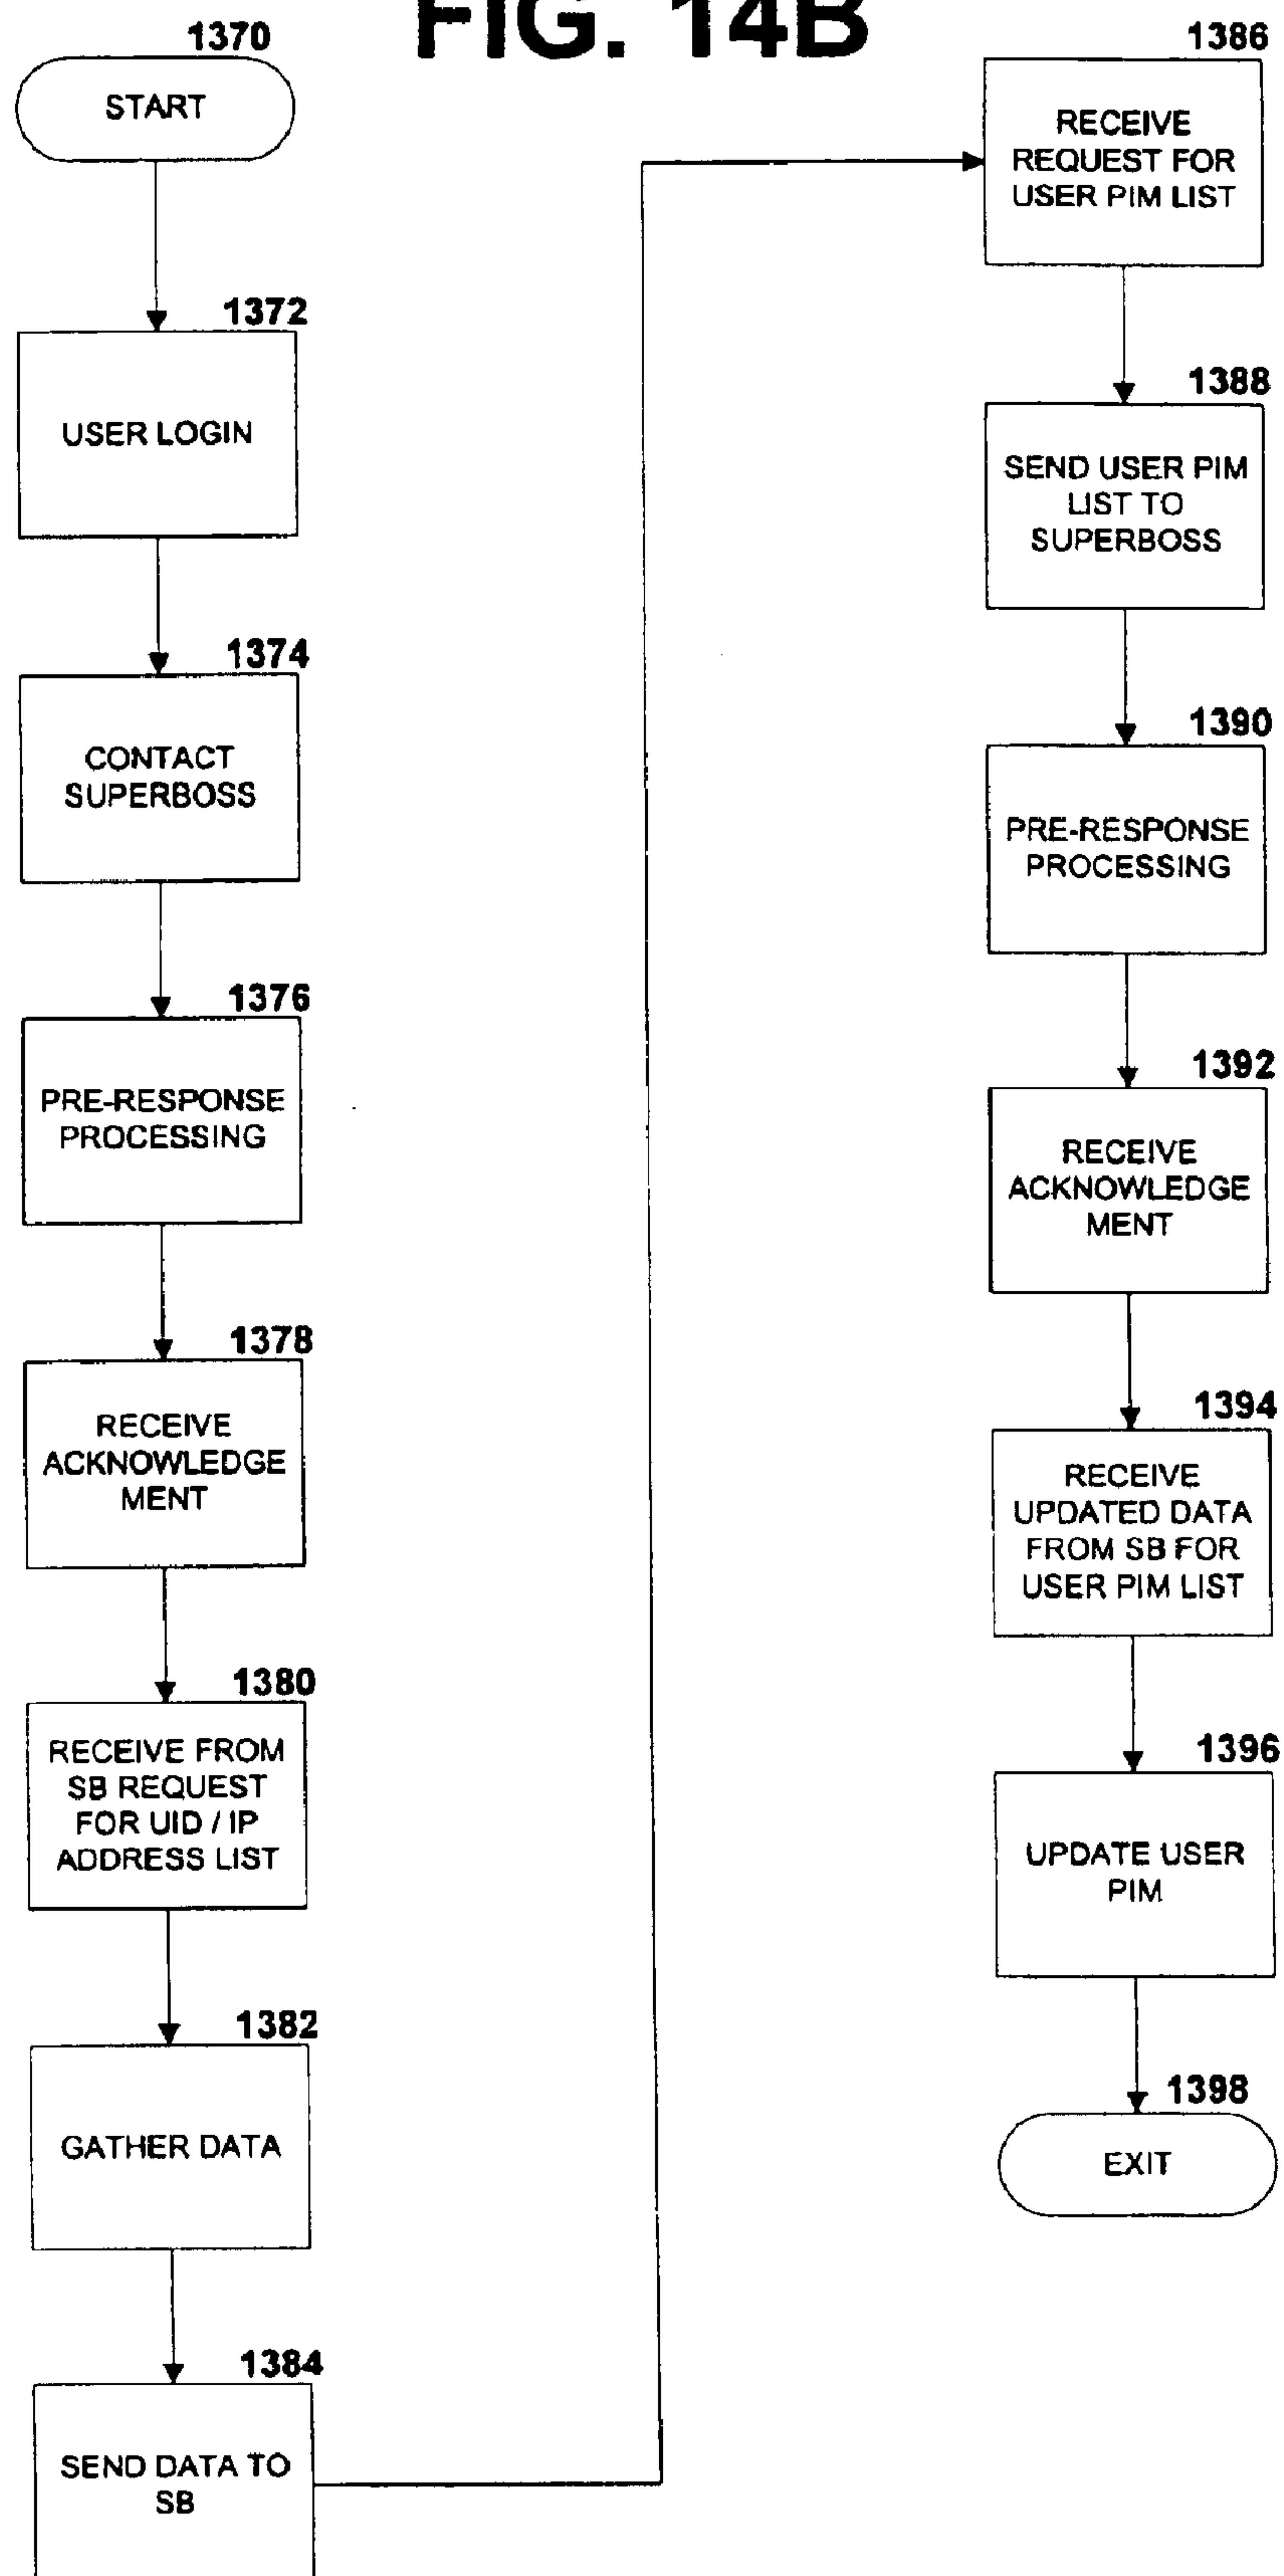 FIG. 14B
1370
START
1372
USER LOGIN
1374
CONTACT
SUPERBOSS
1376
PRE-RESPONSE
PROCESSING
1378
RECEIVE
ACKNOWLEDGE
MENT
1380
RECEIVE FROM
SB REQUEST
FOR UID / IP
ADDRESS LIST
1382
GATHER DATA
1384
SEND DATA TO
SB
1386
RECEIVE
REQUEST FOR
USER PIM LIST
1388
SEND USER PIM
LIST TO
SUPERBOSS
1390
PRE-RESPONSE
PROCESSING
1392
RECEIVE
ACKNOWLEDGE
MENT
1394
RECEIVE
UPDATED DATA
FROM SB FOR
USER PIM LIST
1396
UPDATE USER
PIM
1398
EXIT